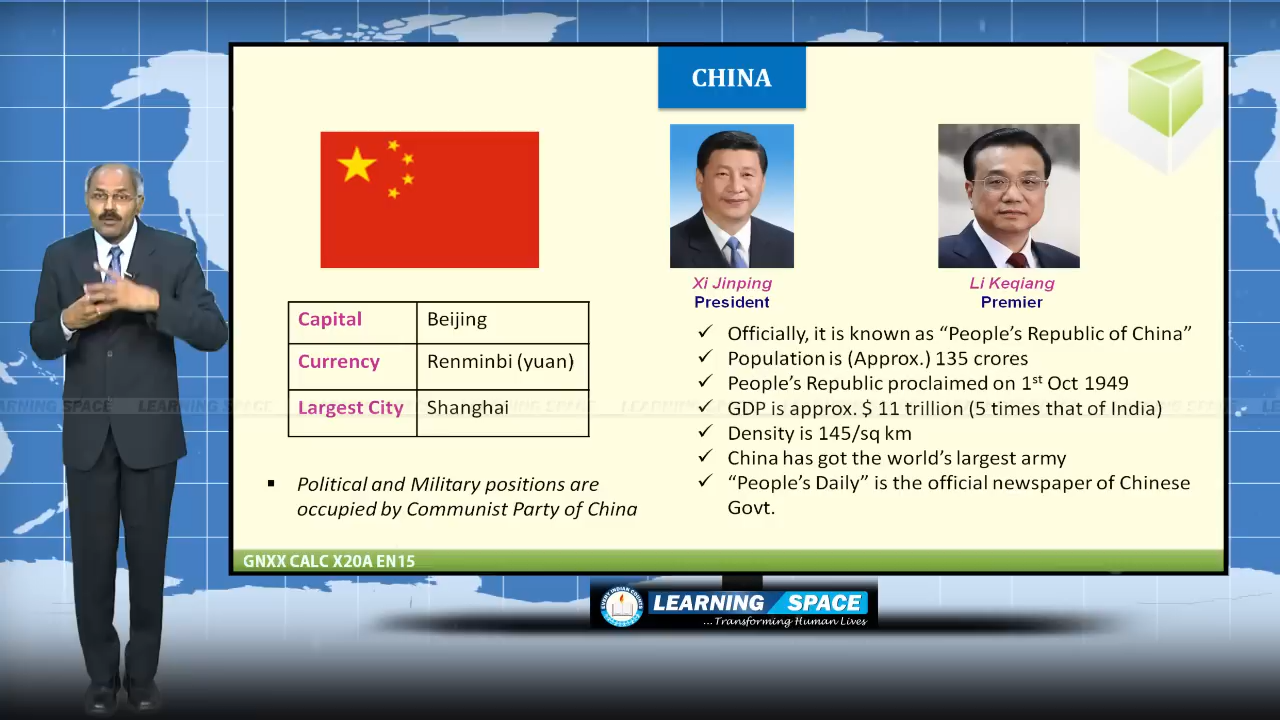 CHINA
Xi Jinping
President
Li Keqiang
Premier
Capital Beijing
Currency Renminbi (yuan)
Largest City Shanghai
Political and Military positions are
occupied by Communist Party of China
Officially, it is known as “People’s Republic of China”
Population is (Approx.) 135 crores
People’s Republic proclaimed on 1st Oct 1949
GDP is approx. $ 11 trillion (5 times that of India)
Density is 145/sq km
China has got the world’s largest army
“People’s Daily” is the official newspaper of Chinese
Govt.
LEARNING SPACE LEARNING SPACE
GNXX CALC X20A EN15
LEARNING SPACE
...Transforming Human Lives